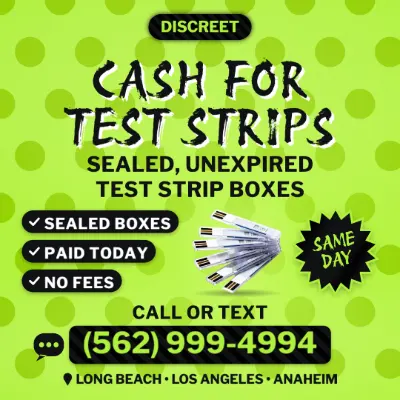 DISCREET
CASH FOR
TEST STRIPS
SEALED, UNEXPIRED
TEST STRIP BOXES
SEALED BOXES
PAID TODAY
NO FEES
SAME
DAY
CALL OR TEXT
(562) 999-4994
LONG BEACH • LOS ANGELES • ANAHEIM